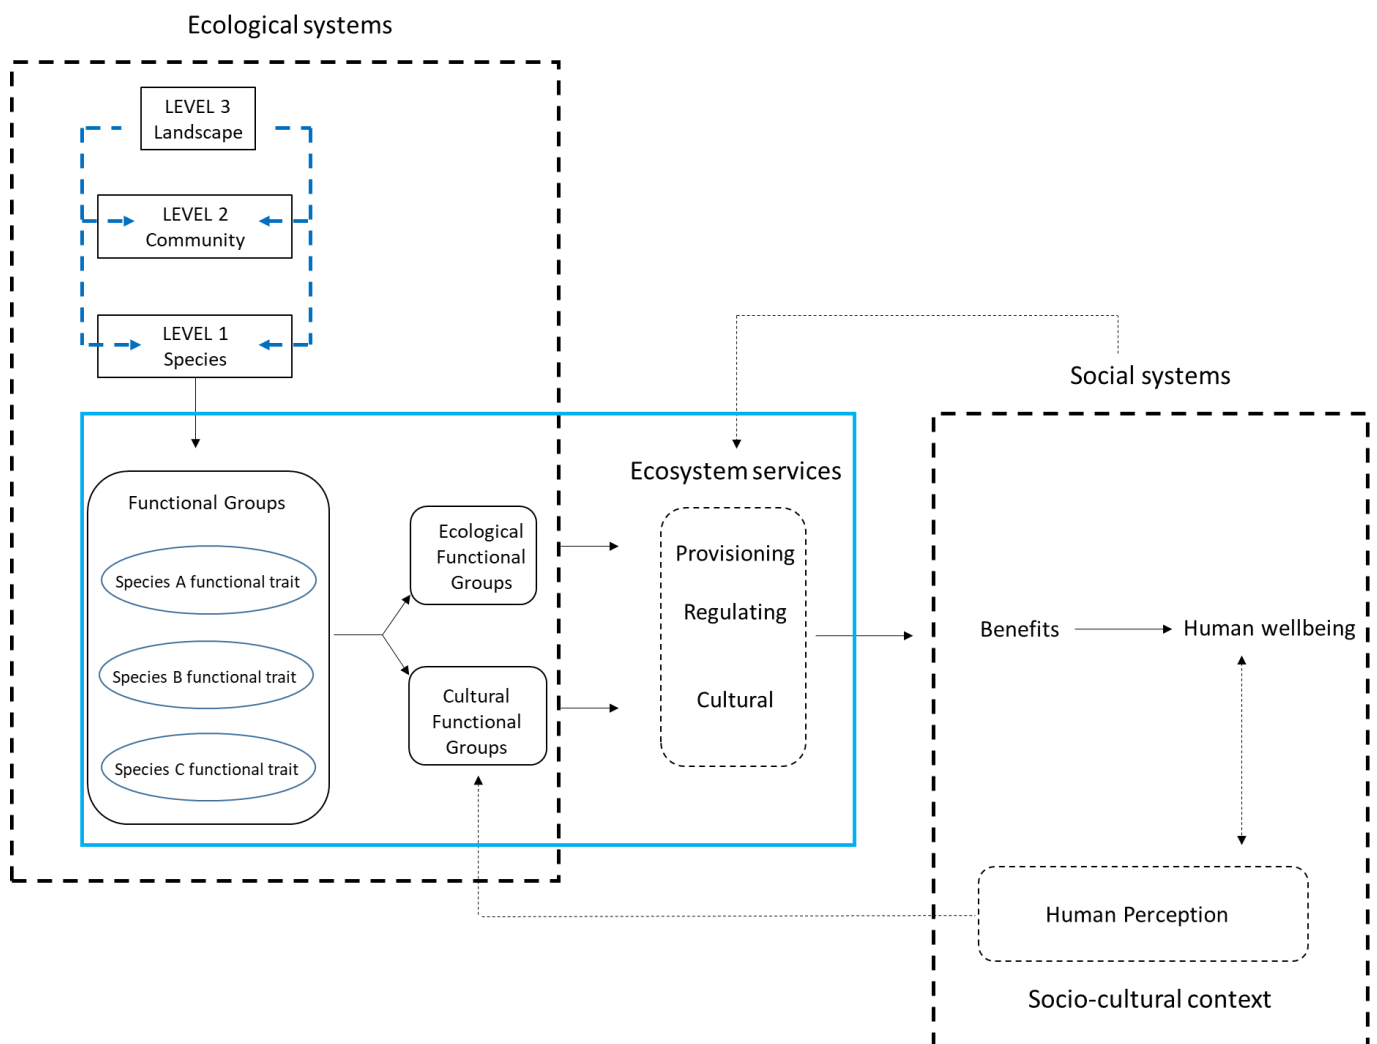 Ecological systems
LEVEL 3
Landscape
LEVEL 2
Community
LEVEL 1
Species
Functional Groups
Species A functional trait
Species B functional trait
Species C functional trait
Ecological
Functional
Groups
Cultural
Functional
Groups
Ecosystem services
Provisioning
Regulating
Cultural
Social systems
Benefits
Human wellbeing
Human Perception
Socio-cultural context